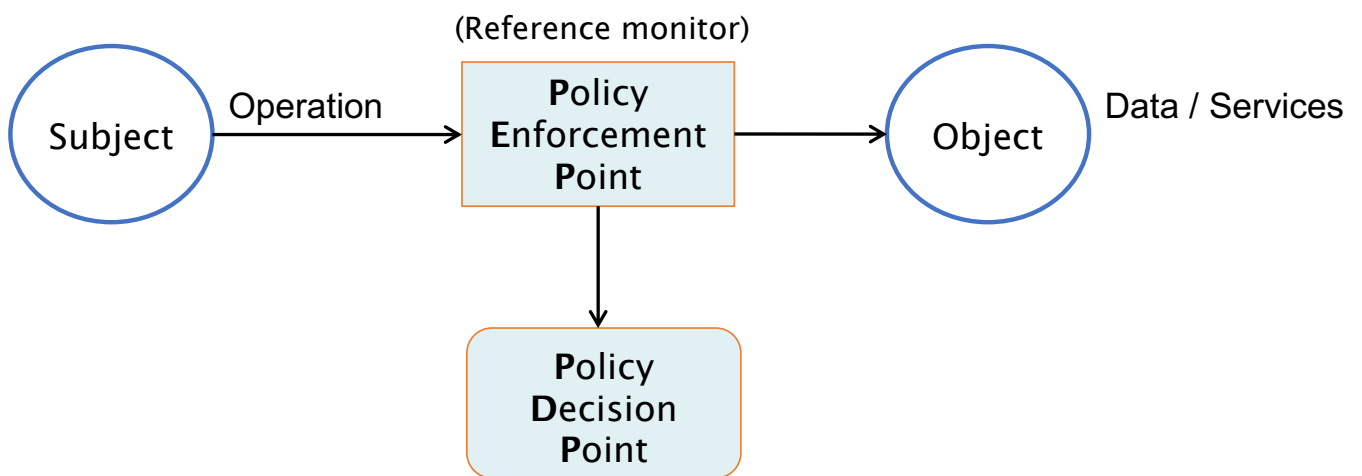 (Reference monitor)
Subject
Operation
Policy
Enforcement
Point
Object
Data / Services
Policy
Decision
Point